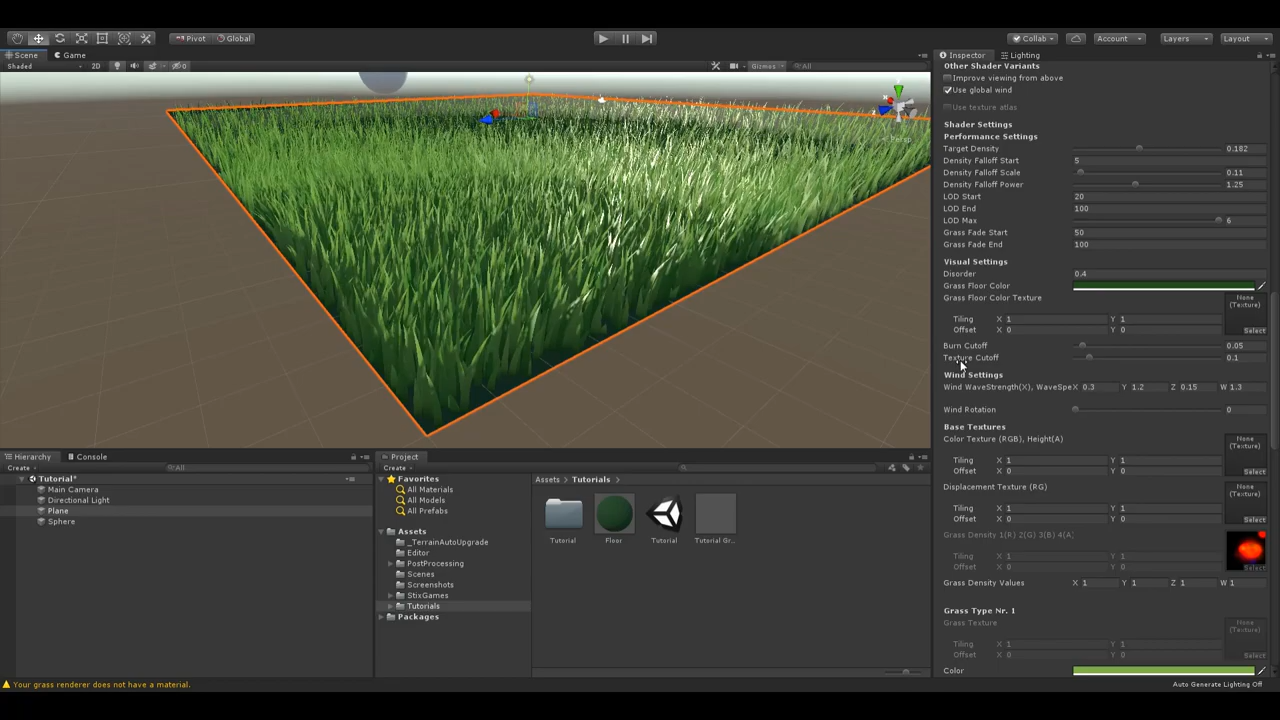 Pivot Global Collab Account Layers Layout
Scene Game Inspector Lighting
Shaded 2D 0 Gizmos All
Other Shader Variants
Improve viewing from above
Use global wind
Use texture atlas
Persp
Shader Settings
Performance Settings
Target Density 0.182
Density Falloff Start 5
Density Falloff Scale 0.11
Density Falloff Power 1.25
LOD Start 20
LOD End 100
LOD Max 6
Grass Fade Start 50
Grass Fade End 100
Visual Settings
Disorder 0.4
Grass Floor Color
Grass Floor Color Texture None (Texture)
Tiling X 1 Y 1
Offset X 0 Y 0 Select
Burn Cutoff 0.05
Texture Cutoff 0.1
Wind Settings
Wind WaveStrength(X), WaveSpe X 0.3 Y 1.2 Z 0.15 W 1.3
Wind Rotation 0
Base Textures
Color Texture (RGB), Height(A) None (Texture)
Tiling X 1 Y 1
Offset X 0 Y 0 Select
Displacement Texture (RG) None (Texture)
Tiling X 1 Y 1
Offset X 0 Y 0 Select
Grass Density 1(R) 2(G) 3(B) 4(A)
Tiling X 1 Y 1
Offset X 0 Y 0 Select
Grass Density Values X 1 Y 1 Z 1 W 1
Grass Type Nr. 1
Grass Texture None (Texture)
Tiling X 1 Y 1
Offset X 0 Y 0 Select
Color
Hierarchy Console
Create All
Tutorial*
Main Camera
Directional Light
Plane
Sphere
Project
Create
Favorites
All Materials
All Models
All Prefabs
Assets
_TerrainAutoUpgrade
Editor
PostProcessing
Scenes
Screenshots
StixGames
Tutorials
Packages
Assets Tutorials
Tutorial Floor Tutorial Tutorial Gr...
Your grass renderer does not have a material. Auto Generate Lighting Off